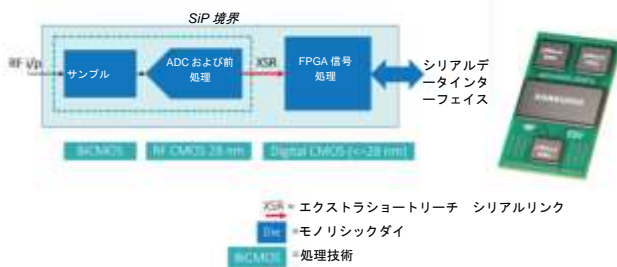 SiP 境界
RF i/p
サンプル
ADC および前
処理
XSR
FPGA 信号
処理
シリアルデ
ータインタ
ーフェイス
BiCMOS
RF CMOS 28 nm
Digital CMOS (<=28 nm)
XSR = エクストラショートリーチ シリアルリンク
Die =モノリシックダイ
BiCMOS =処理技術